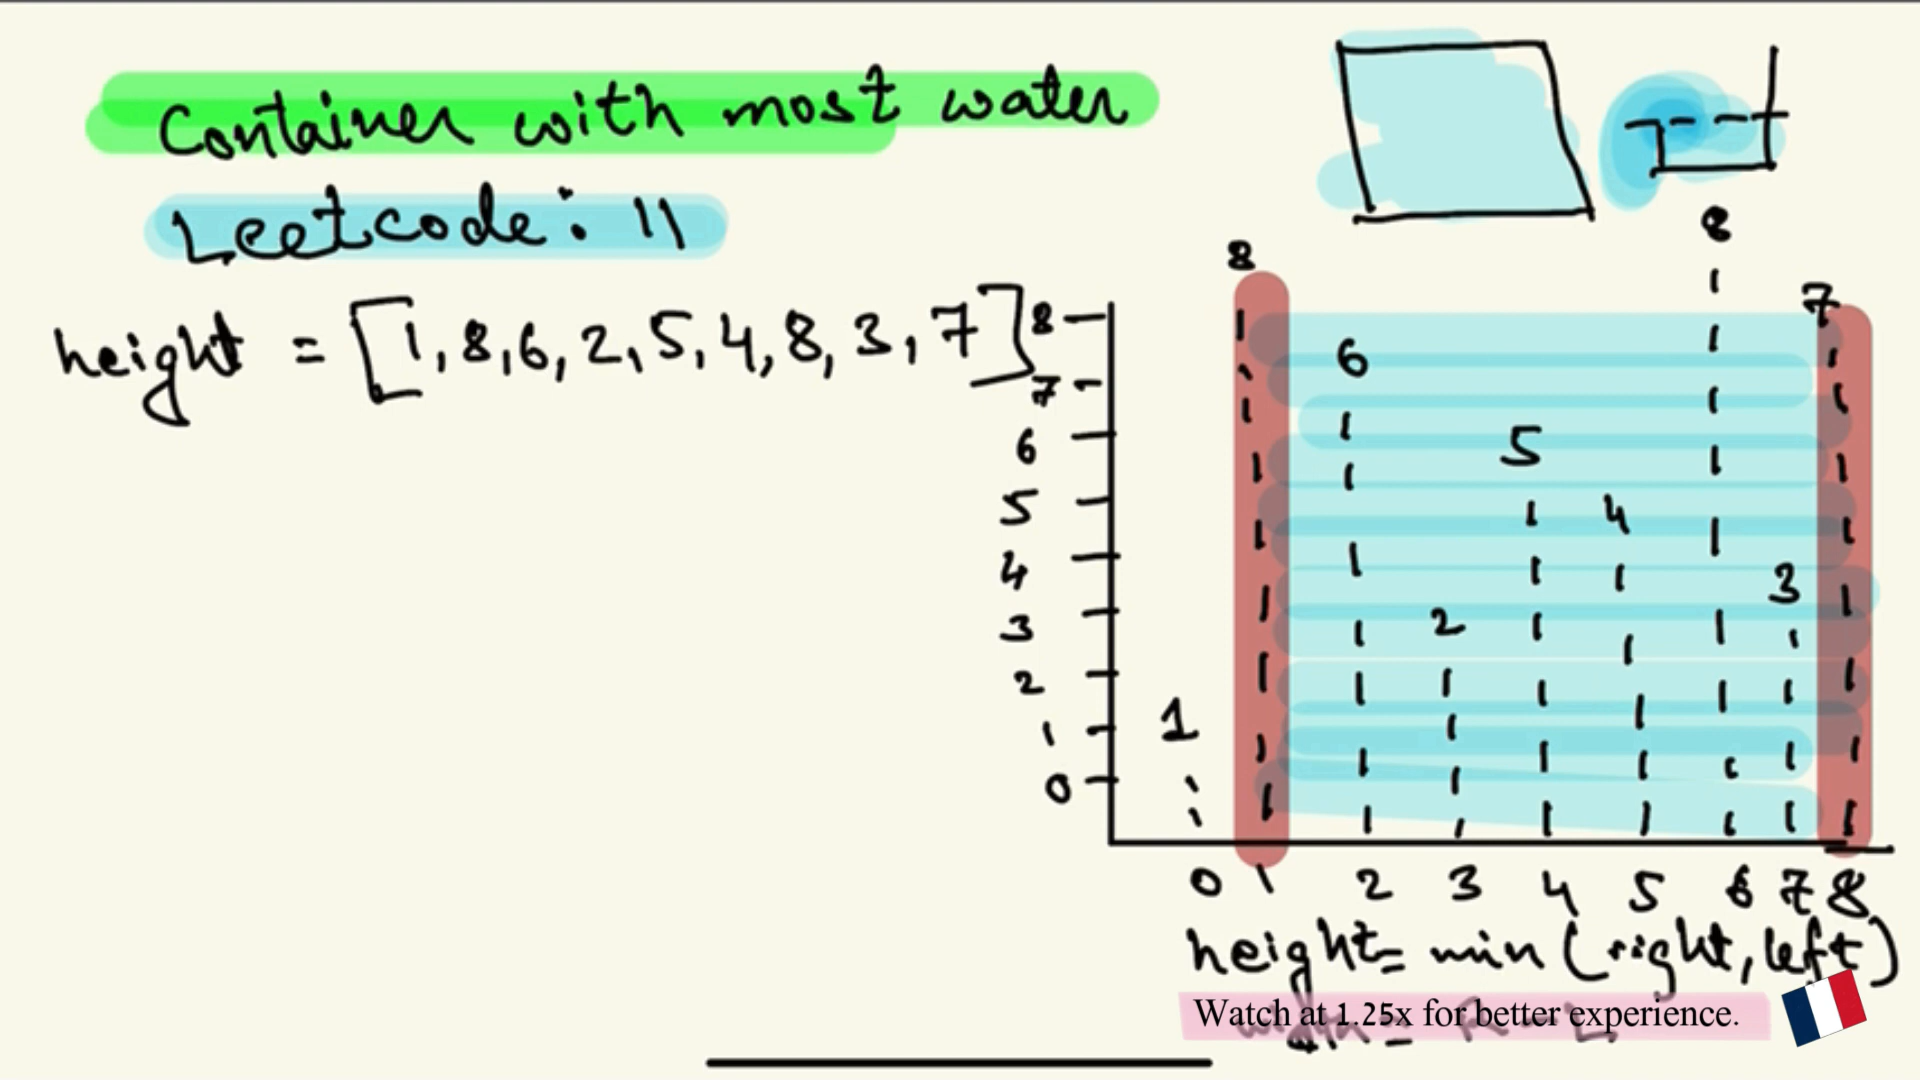 Container with most water
Leetcode: 11
height = [1,8,6,2,5,4,8,3,7]
8
8
7
6
5
4
3
2
1
0
1
8
6
2
5
4
3
7
0 1 2 3 4 5 6 7 8
height = min (right, left)
Watch at 1.25x for better experience.
width = R - L